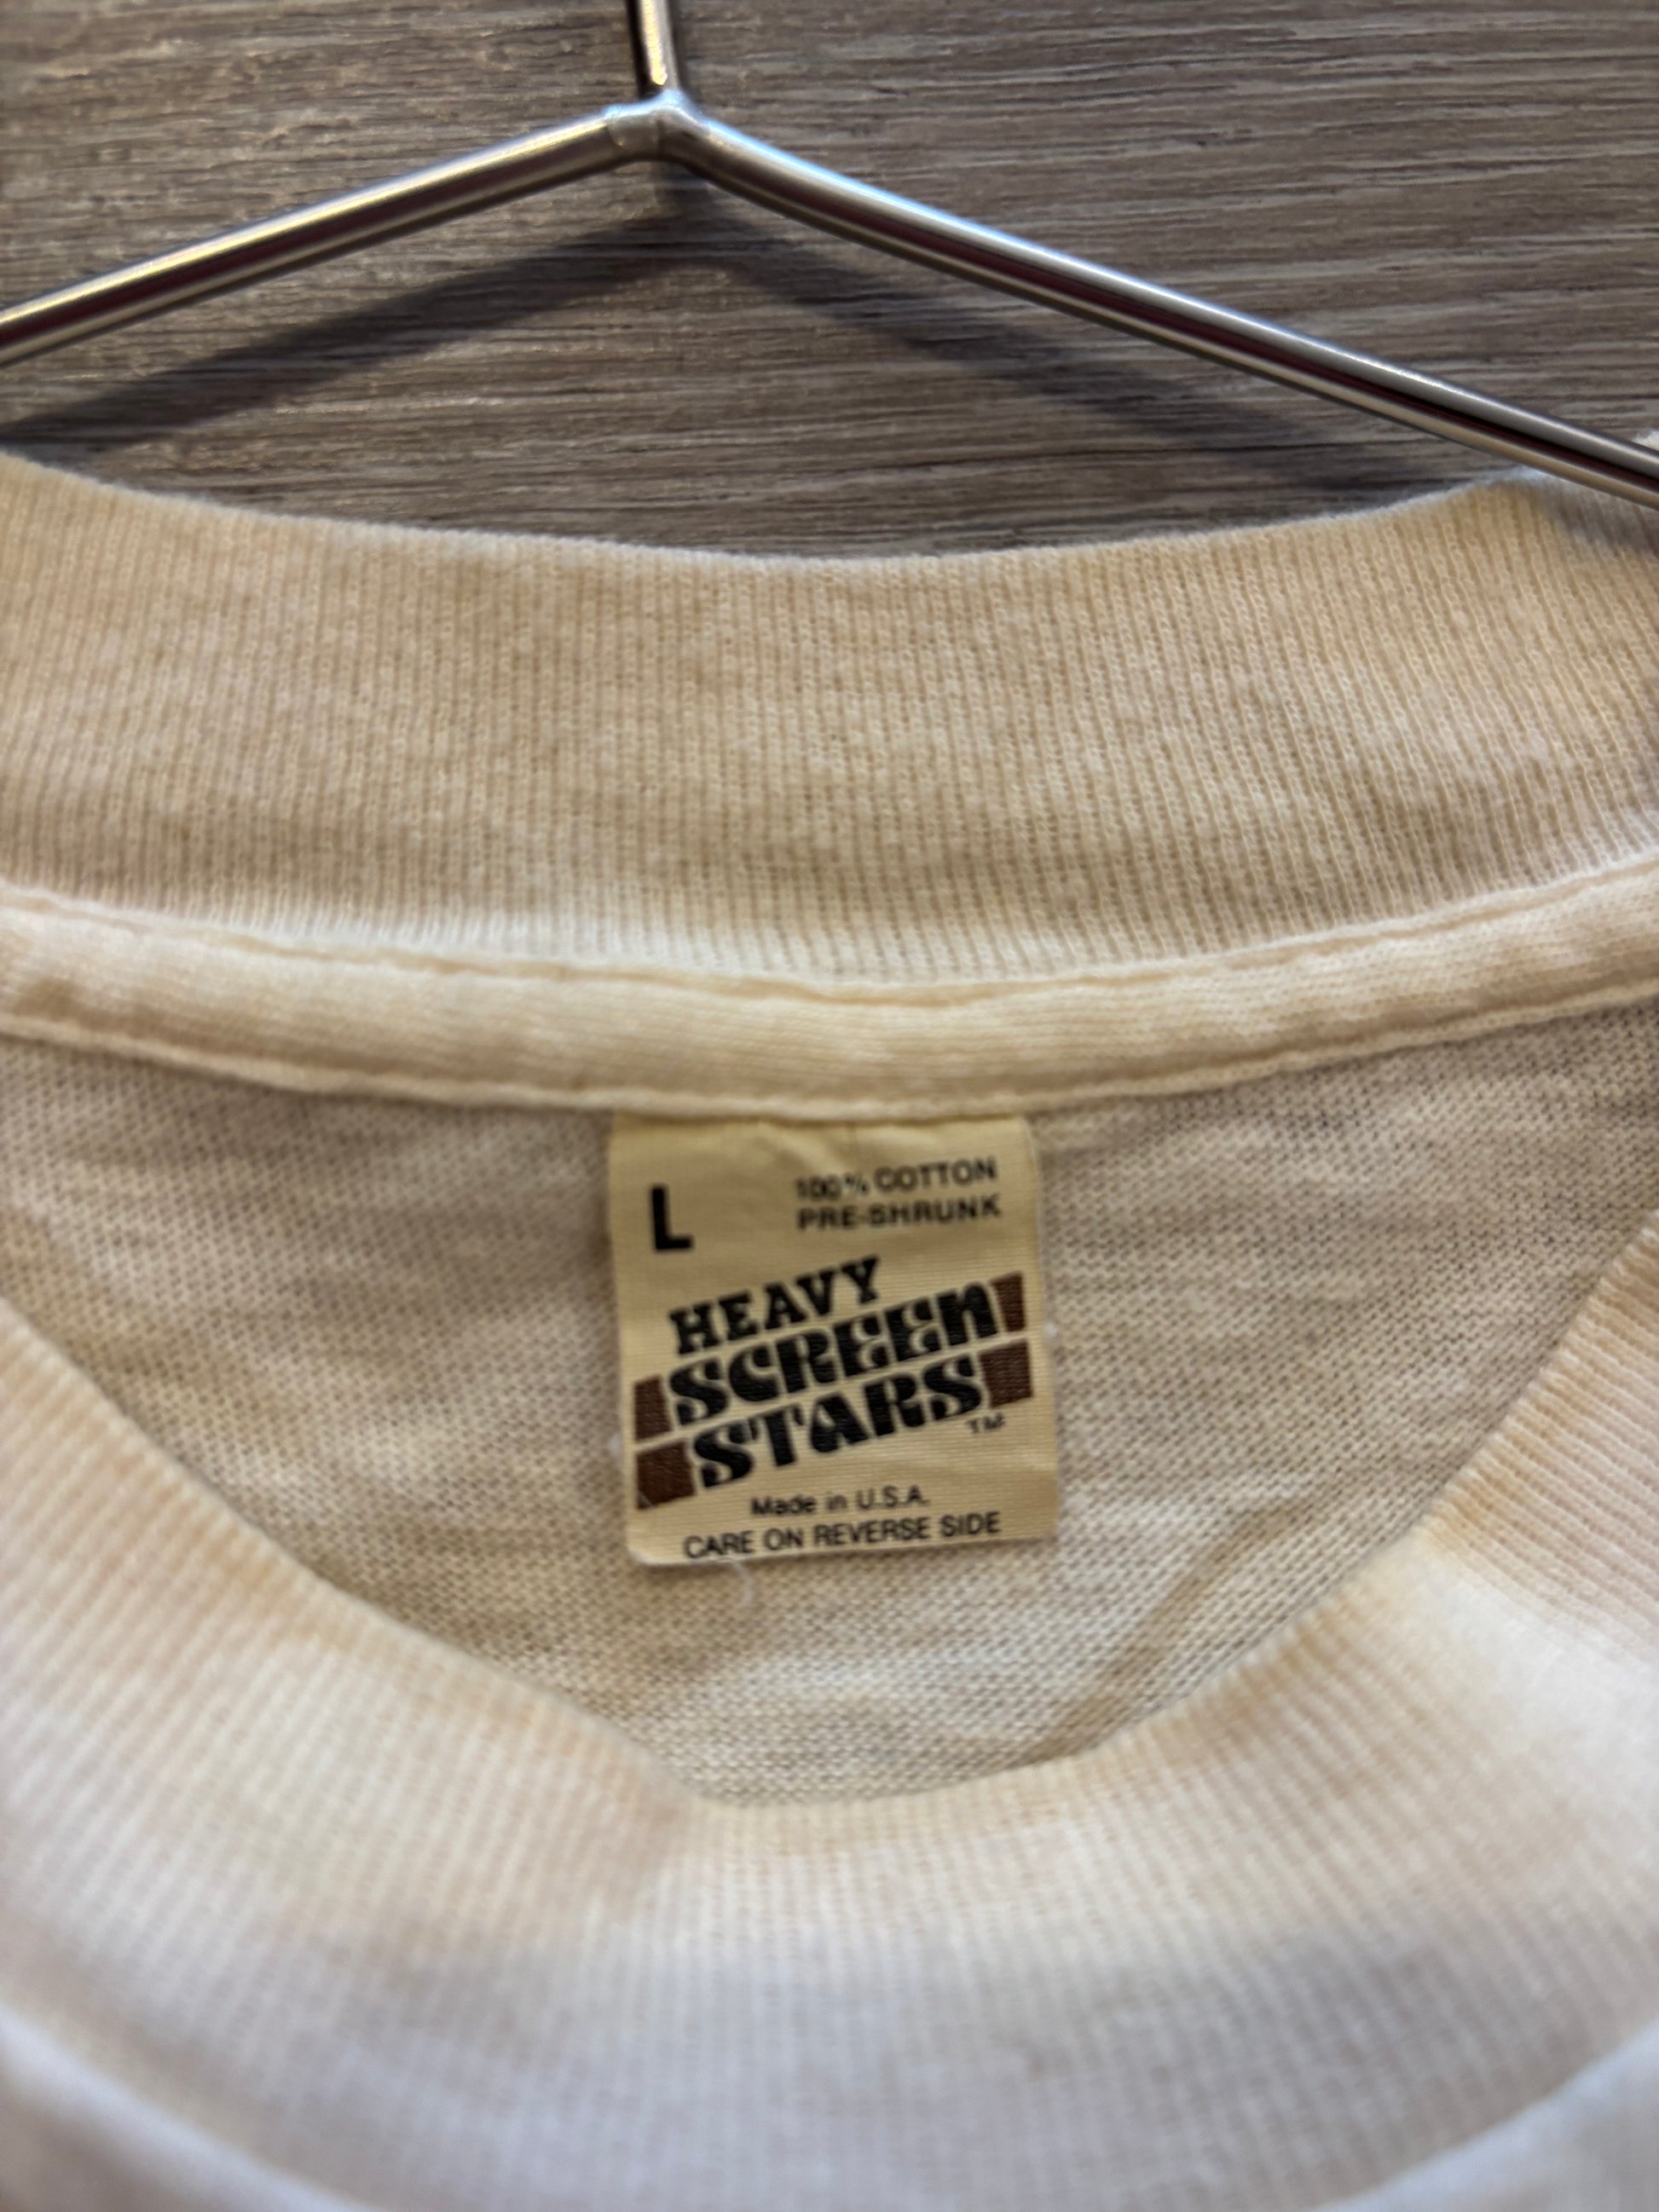 L
100% COTTON
PRE-SHRUNK
HEAVY
SCREEN
STARS
TM
Made in U.S.A.
CARE ON REVERSE SIDE